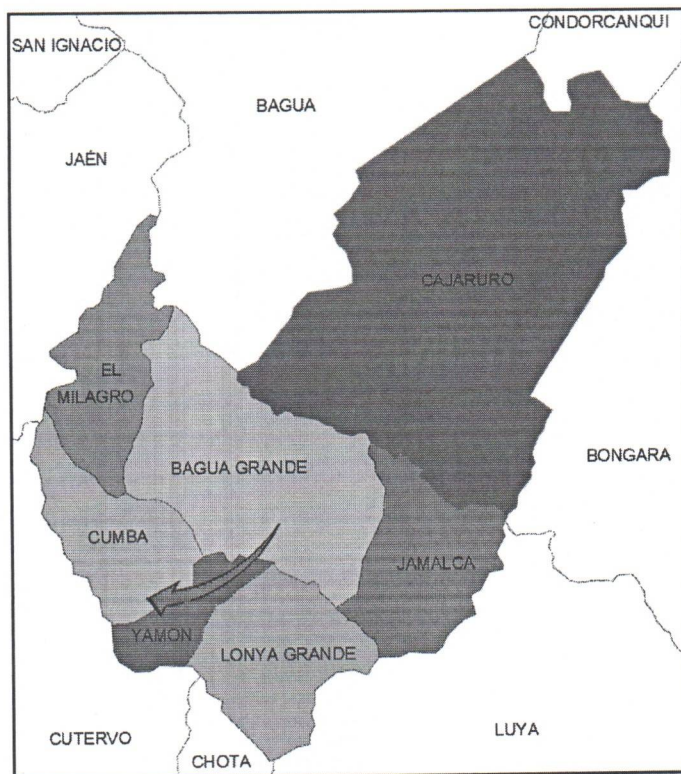 CONDORCANQUI
SAN IGNACIO
BAGUA
JAÉN
CAJARURO
EL
MILAGRO
BAGUA GRANDE
BONGARA
CUMBA
JAMALCA
YAMON
LONYA GRANDE
LUYA
CUTERVO
CHOTA